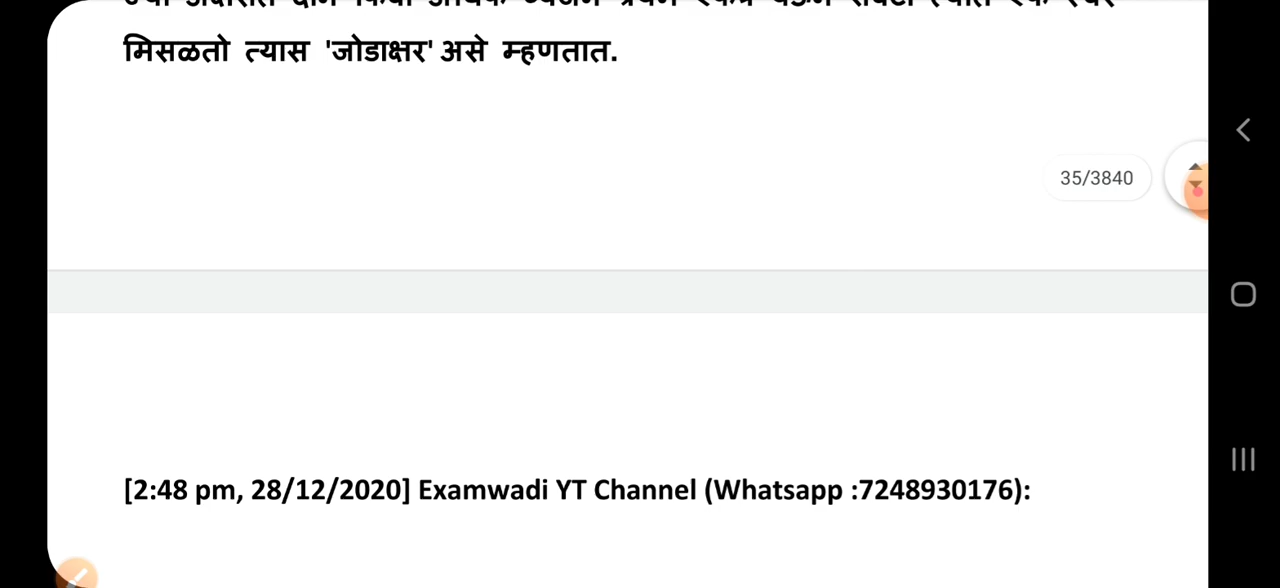 मिसळतो त्यास 'जोडाक्षर' असे म्हणतात.
35/3840
[2:48 pm, 28/12/2020] Examwadi YT Channel (Whatsapp :7248930176):